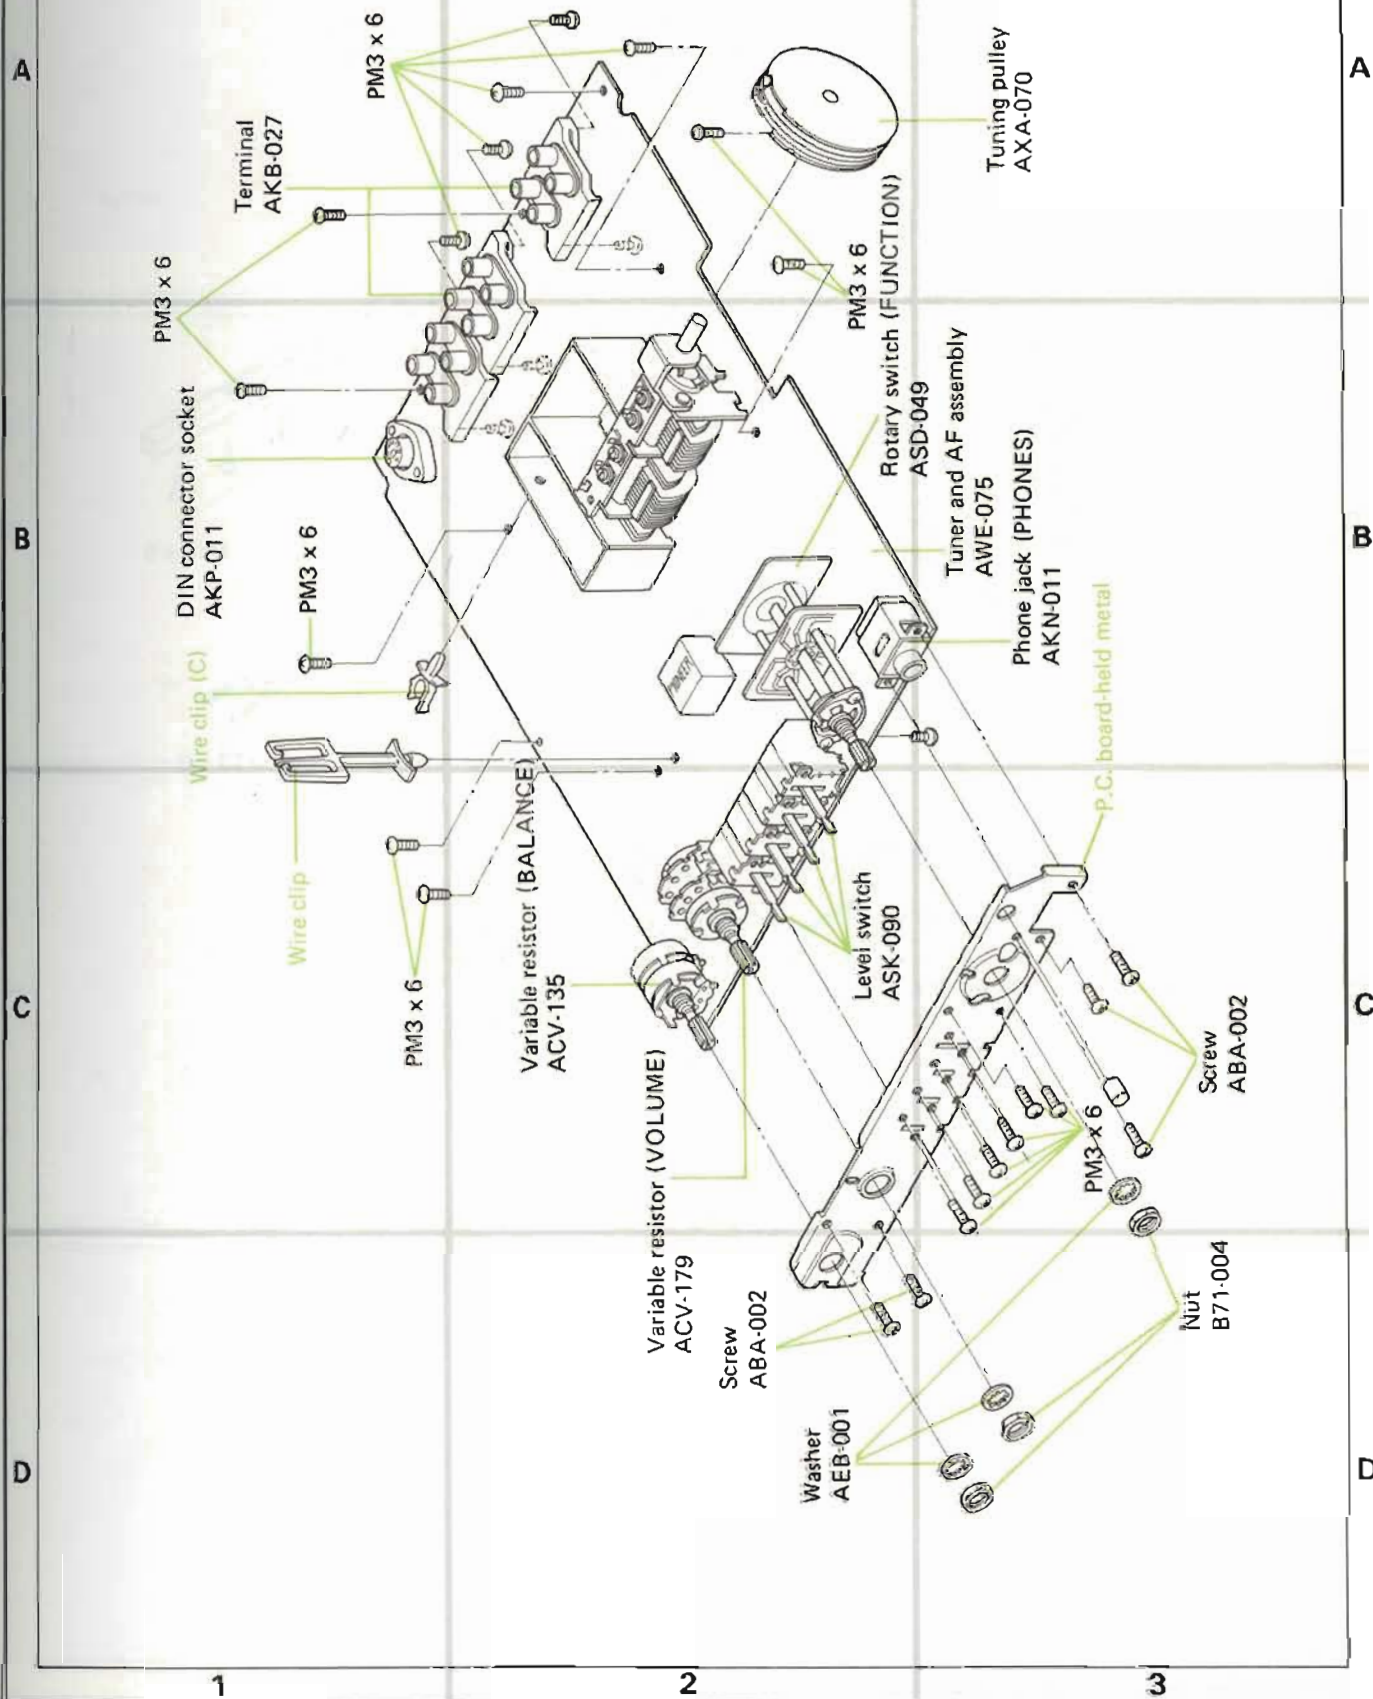 A
A
PM3 x 6
Tuning pulley
AXA-070
Terminal
AKB-027
PM3 x 6
PM3 x 6
Rotary switch (FUNCTION)
ASD-049
DIN connector socket
AKP-011
Tuner and AF assembly
AWE-075
B
B
PM3 x 6
Phone jack (PHONES)
AKN-011
Wire clip (C)
PIONEER
P.C. board-held metal
Wire clip
Variable resistor (BALANCE)
ACV-135
Level switch
ASK-090
PM3 x 6
C
C
Screw
ABA-002
Variable resistor (VOLUME)
ACV-179
PM3 x 6
Screw
ABA-002
Nut
B71-004
Washer
AEB-001
D
D
1
2
3